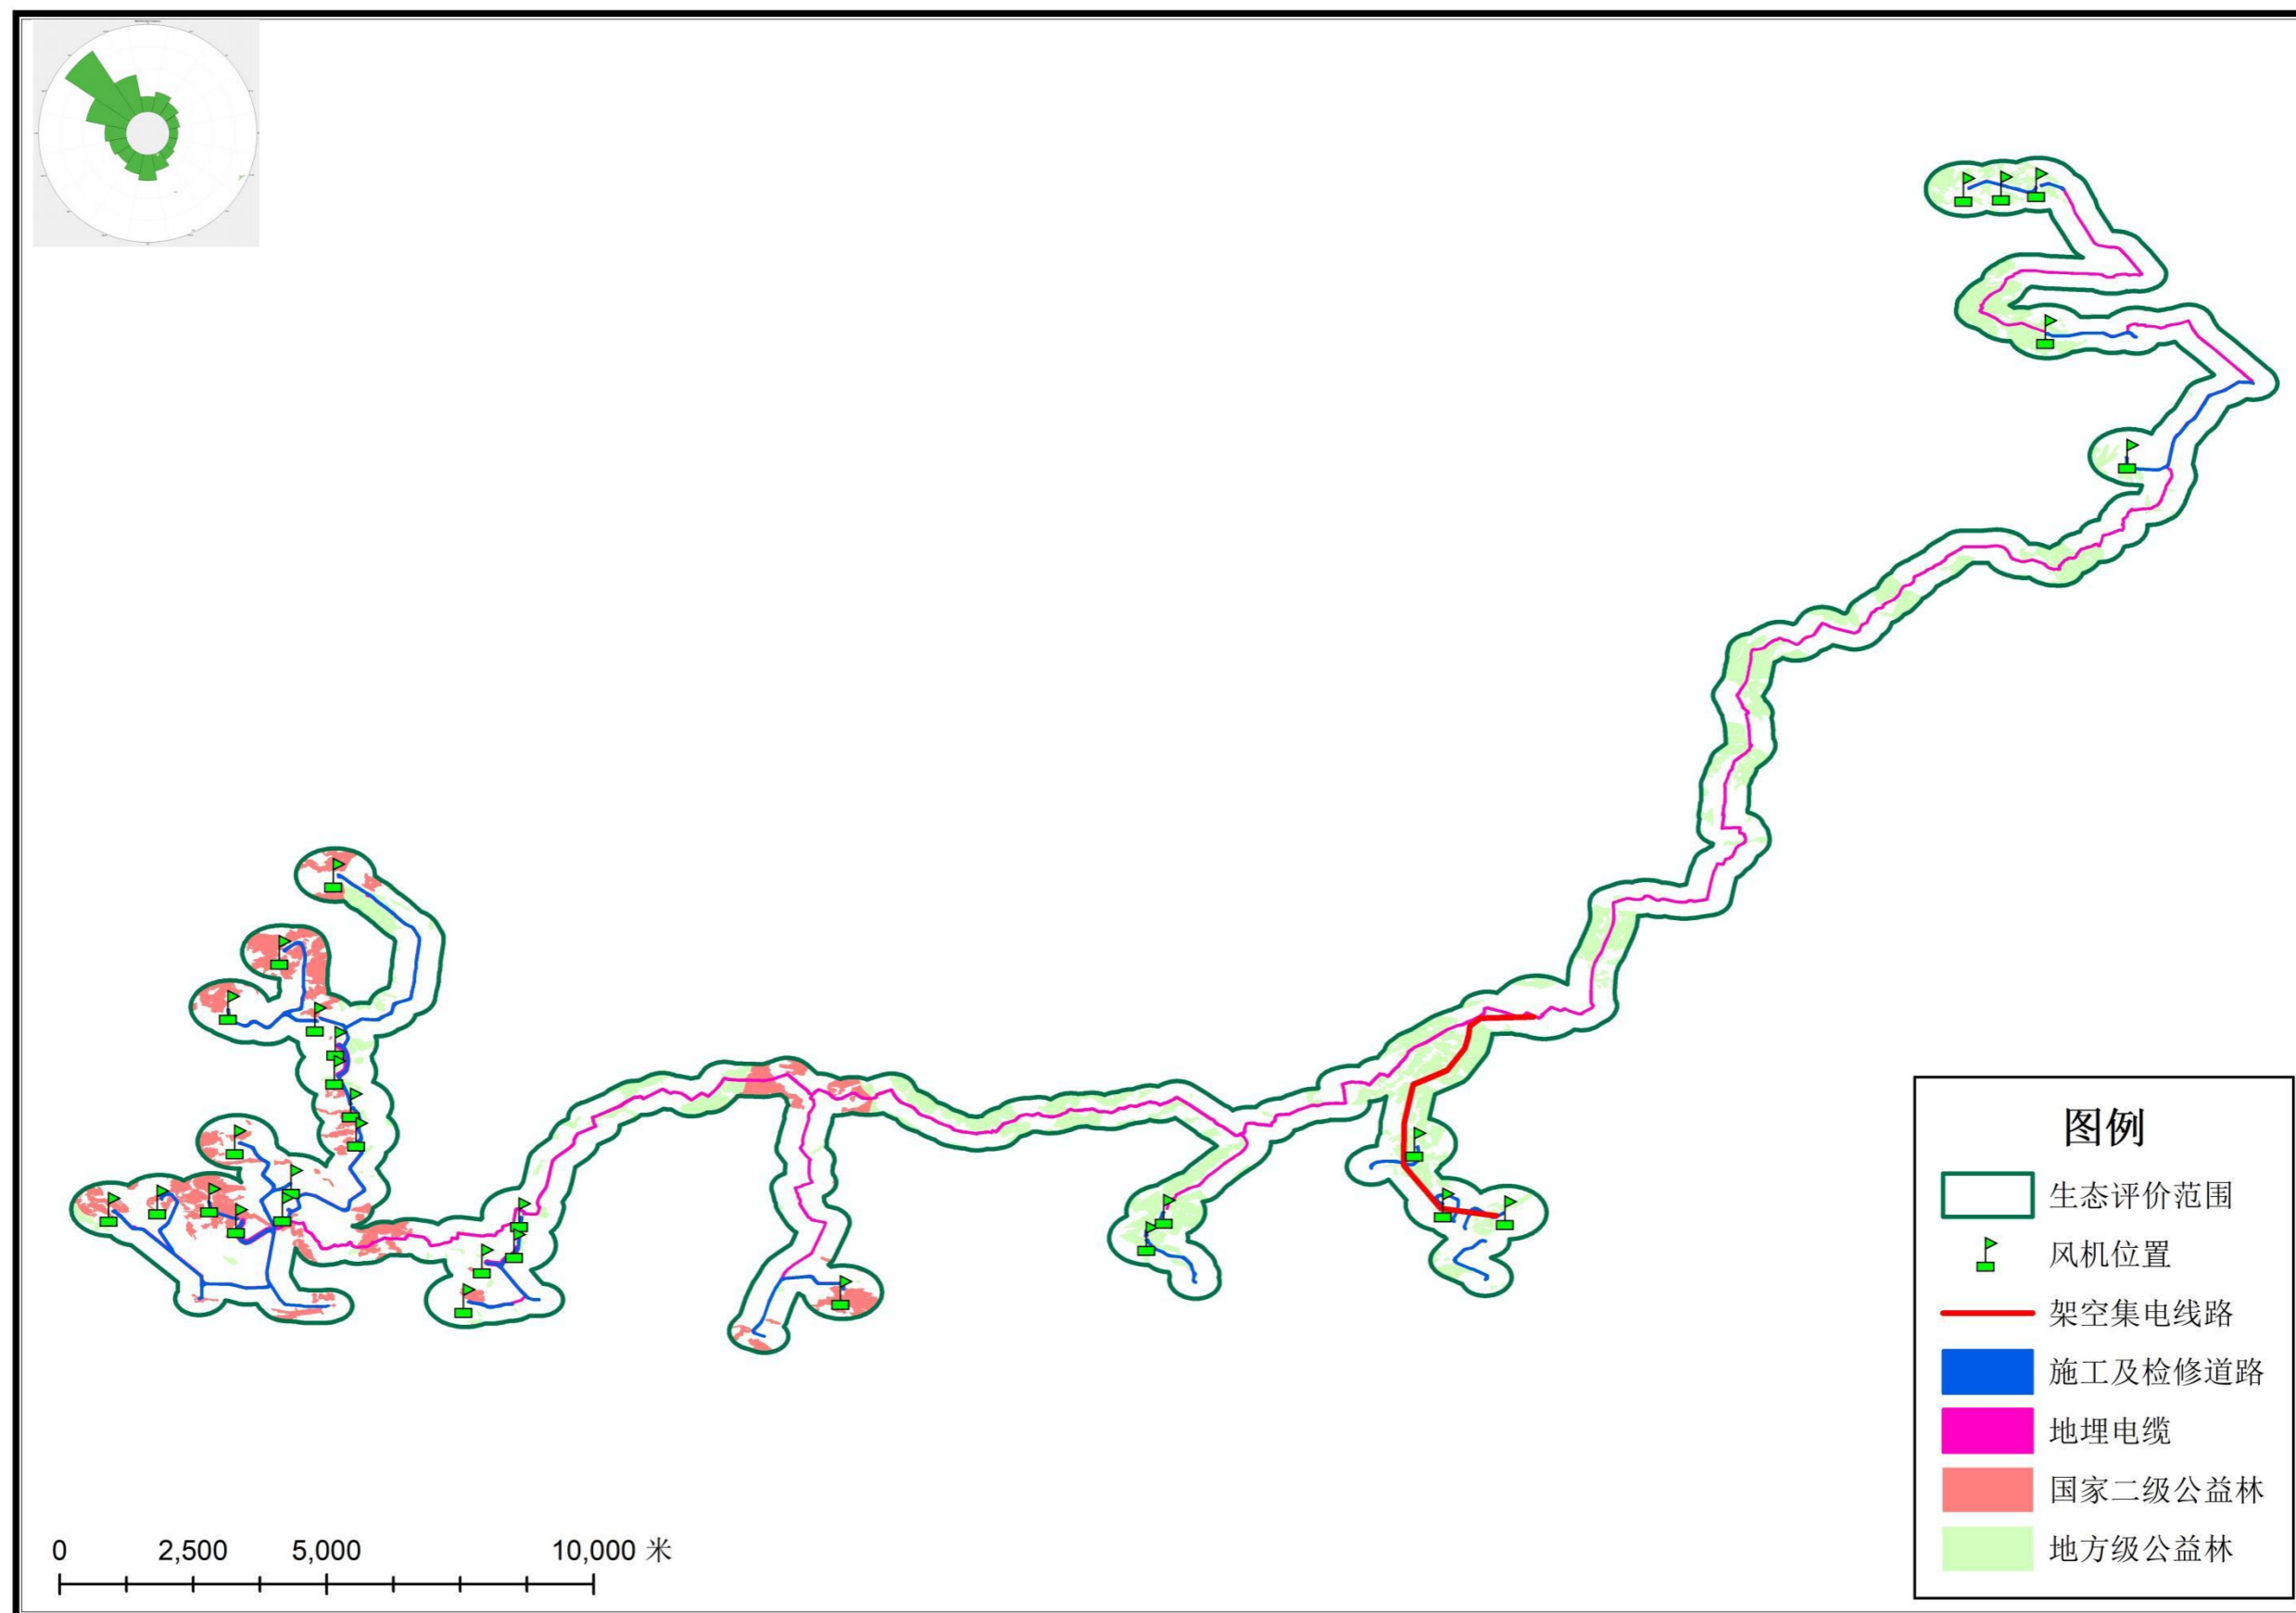 图例
生态评价范围
风机位置
架空集电线路
施工及检修道路
地埋电缆
国家二级公益林
地方级公益林
0 2,500 5,000 10,000 米